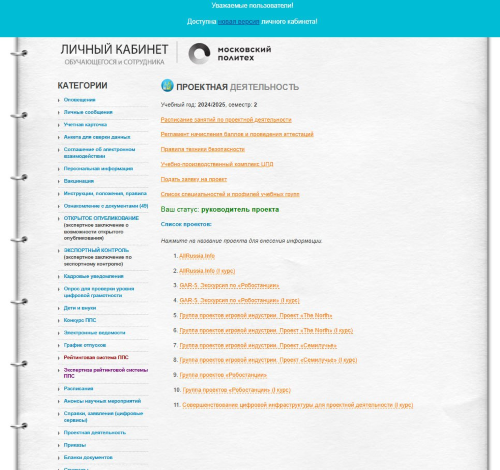 Уважаемые пользователи!
Доступна новая версия личного кабинета!
ЛИЧНЫЙ КАБИНЕТ
ОБУЧАЮЩЕГОСЯ и СОТРУДНИКА
МОСКОВСКИЙ
ПОЛИТЕХ
КАТЕГОРИИ
Оповещения
Личные сообщения
Учетная карточка
Анкета для сверки данных
Соглашение об электронном
взаимодействии
Персональная информация
Вакцинация
Инструкции, положения, правила
Ознакомление с документами (49)
ОТКРЫТОЕ ОПУБЛИКОВАНИЕ
(экспертное заключение о
возможности открытого
опубликования)
ЭКСПОРТНЫЙ КОНТРОЛЬ
(экспертное заключение по
экспортному контролю)
Кадровые уведомления
Опрос для проверки уровня
цифровой грамотности
Дети и внуки
Конкурс ППС
Электронные ведомости
График отпусков
Рейтинговая система ППС
Экспертиза рейтинговой системы
ППС
Расписания
Анонсы научных мероприятий
Справки, заявления (цифровые
сервисы)
Проектная деятельность
Приказы
Бланки документов
ПРОЕКТНАЯ ДЕЯТЕЛЬНОСТЬ
Учебный год: 2024/2025, семестр: 2
Расписание занятий по проектной деятельности
Регламент начисления баллов и проведения аттестаций
Правила техники безопасности
Учебно-производственный комплекс ЦПД
Подать заявку на проект
Список специальностей и профилей учебных групп
Ваш статус: руководитель проекта
Список проектов:
Нажмите на название проекта для внесения информации
1. AllRussia.Info
2. AllRussia.Info (I курс)
3. GAR-5. Экскурсия по «Робостанции»
4. GAR-5. Экскурсия по «Робостанции» (I курс)
5. Группа проектов игровой индустрии. Проект «The North»
6. Группа проектов игровой индустрии. Проект «The North» (I курс)
7. Группа проектов игровой индустрии. Проект «Семилучье»
8. Группа проектов игровой индустрии. Проект «Семилучье» (I курс)
9. Группа проектов «Робостанции»
10. Группа проектов «Робостанции» (I курс)
11. Совершенствование цифровой инфраструктуры для проектной деятельности (I курс)